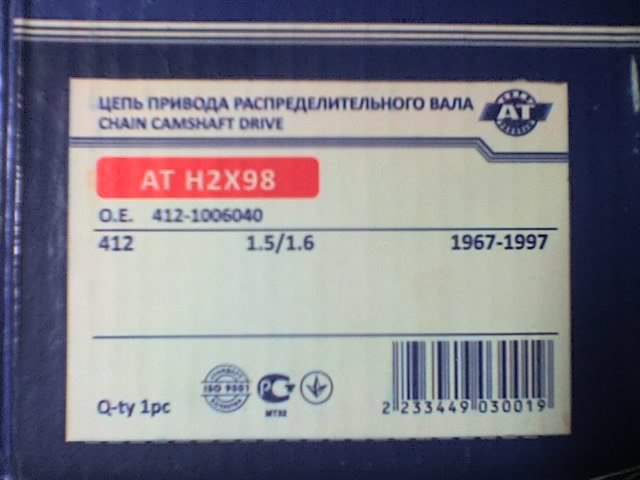 ЦЕПЬ ПРИВОДА РАСПРЕДЕЛИТЕЛЬНОГО ВАЛА
CHAIN CAMSHAFT DRIVE
AT
AT H2X98
O.E. 412-1006040
412 1.5/1.6 1967-1997
Q-ty 1pc
ISO 9001
МТ98
2 233449 030019